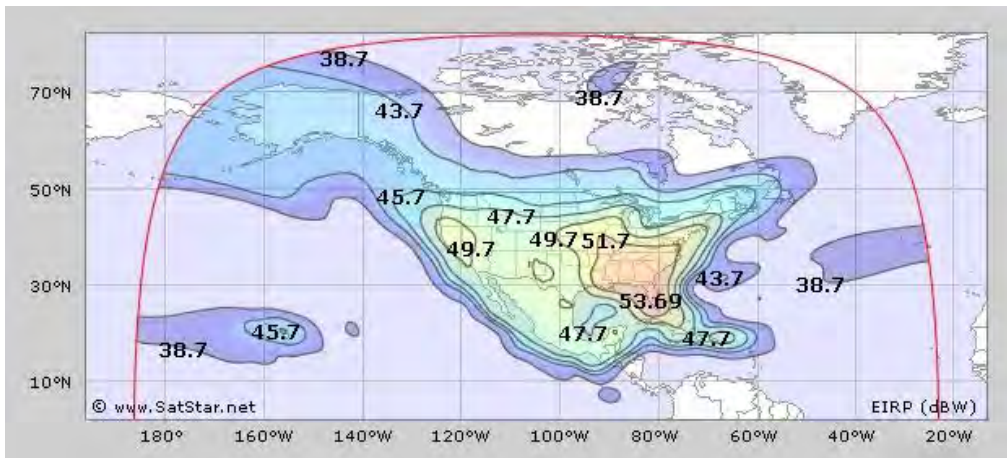 38.7
70°N
43.7
38.7
50°N
45.7
47.7
49.7
49.7
51.7
30°N
43.7
38.7
53.69
45.7
47.7
47.7
38.7
10°N
© www.SatStar.net
EIRP (dBW)
180°
160°W
140°W
120°W
100°W
80°W
60°W
40°W
20°W